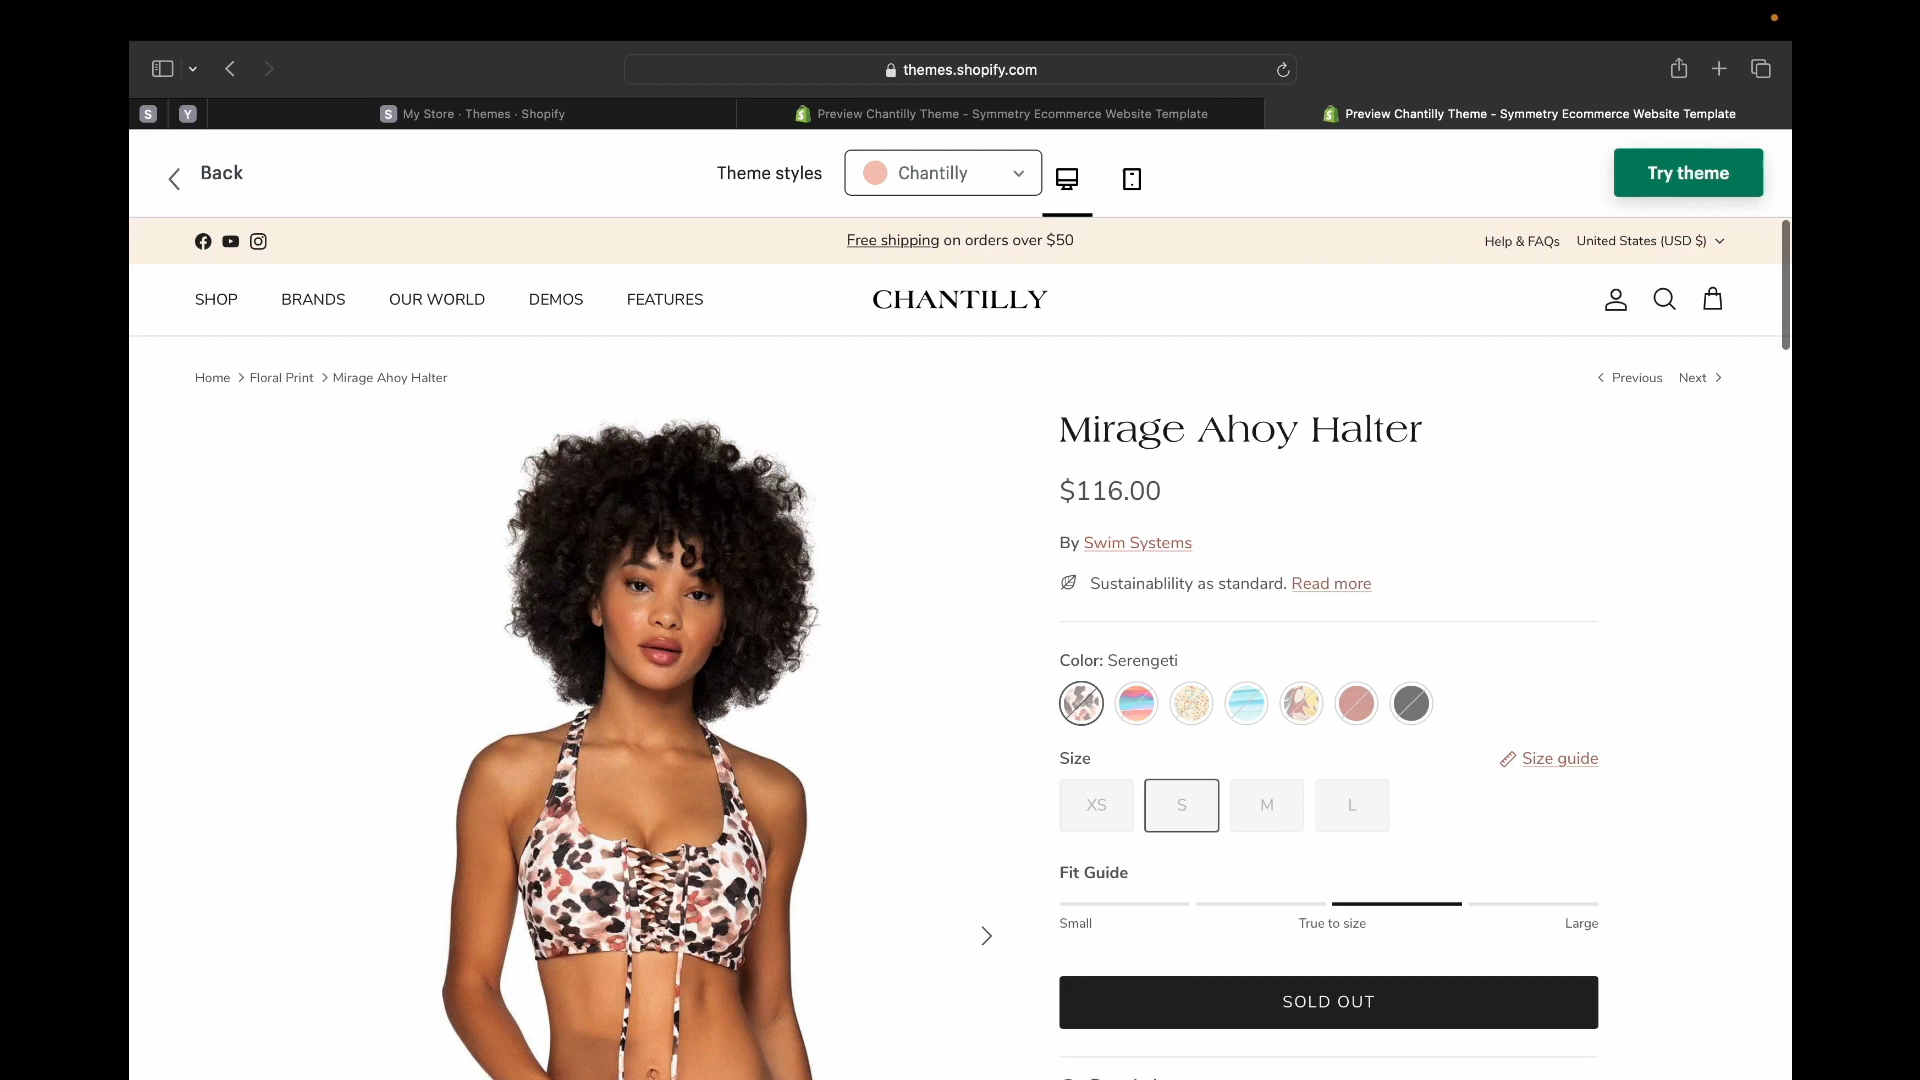 themes.shopify.com
S
Y
S My Store · Themes · Shopify
Preview Chantilly Theme - Symmetry Ecommerce Website Template
Preview Chantilly Theme - Symmetry Ecommerce Website Template
Back
Theme styles
Chantilly
Try theme
Free shipping on orders over $50
Help & FAQs
United States (USD $)
SHOP
BRANDS
OUR WORLD
DEMOS
FEATURES
CHANTILLY
Home > Floral Print > Mirage Ahoy Halter
Previous
Next
Mirage Ahoy Halter
$116.00
By Swim Systems
Sustainablility as standard. Read more
Color: Serengeti
Size
Size guide
XS
S
M
L
Fit Guide
Small
True to size
Large
SOLD OUT